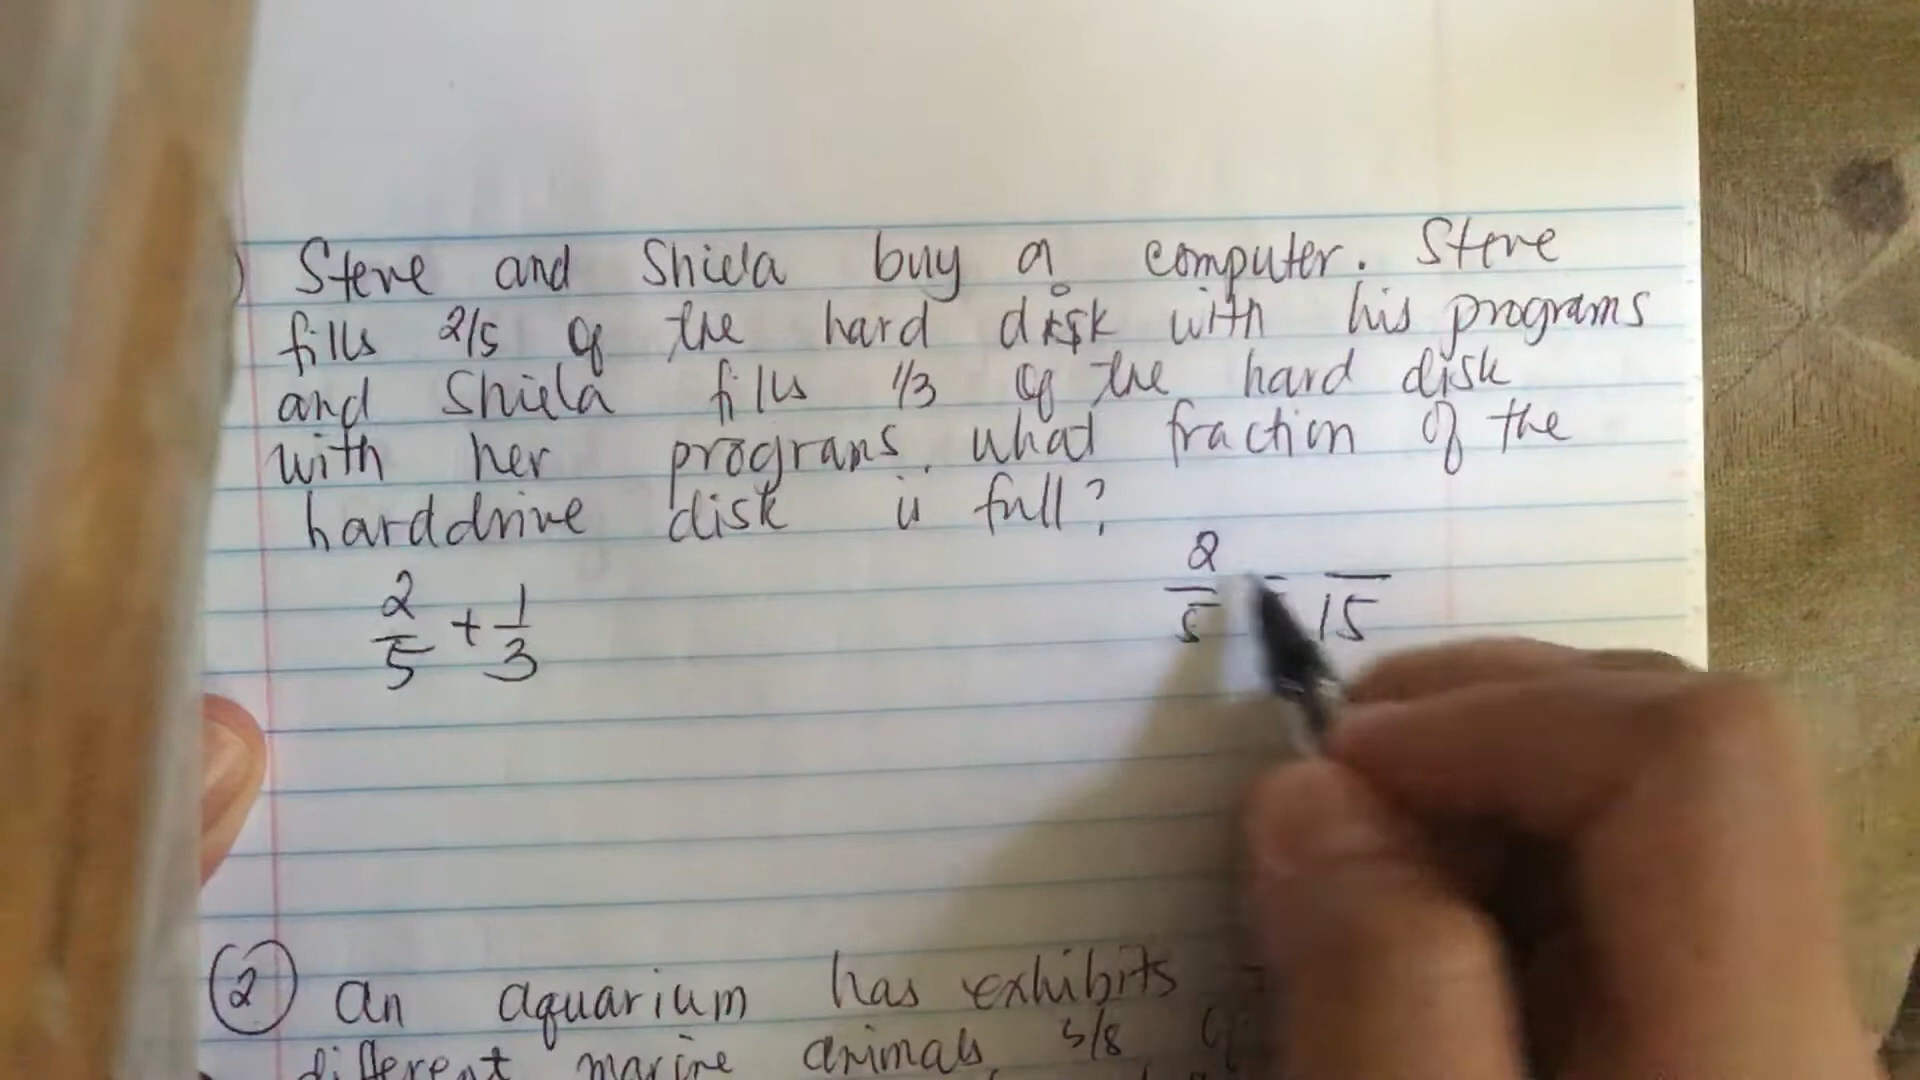 ) Steve and Shiela buy a computer. Steve
fills 2/5 of the hard disk with his programs
and Shiela fills 1/3 of the hard disk
with her programs. what fraction of the
harddrive disk is full?
2/5 + 1/3
2/5 = /15
② An aquarium has exhibits
different marine animals,